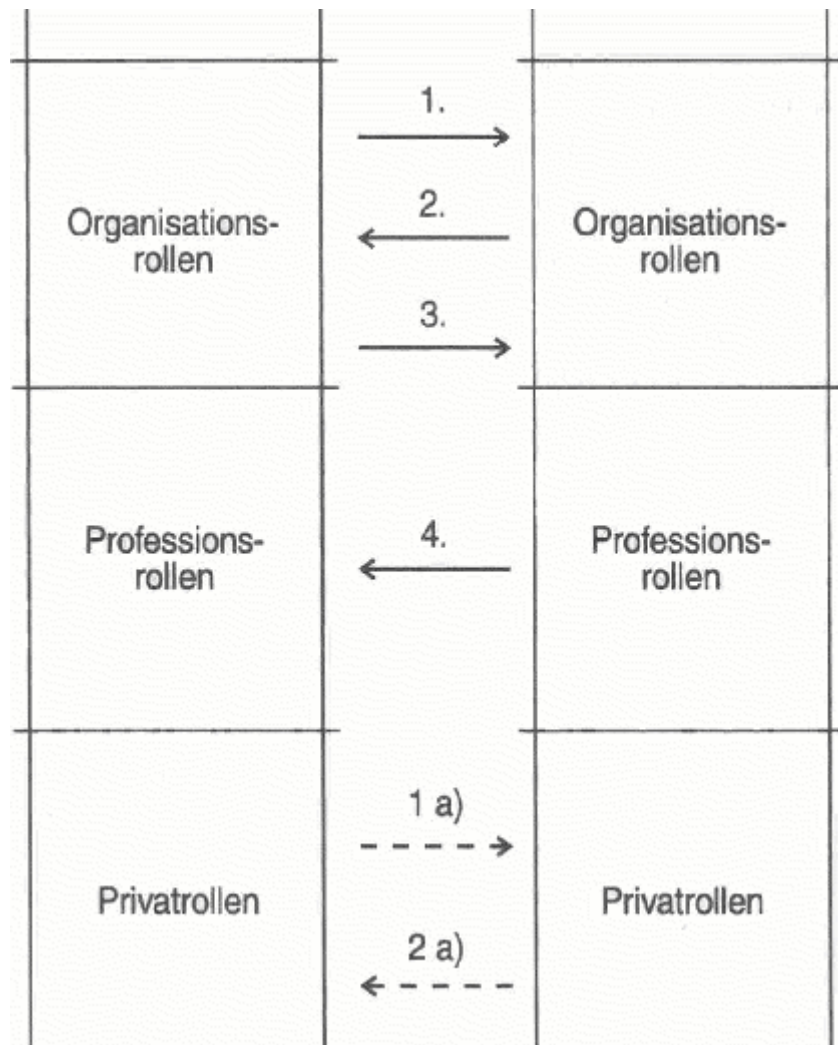 1.
2.
Organisations-
rollen
Organisations-
rollen
3.
Professions-
rollen
4.
Professions-
rollen
1 a)
Privatrollen
Privatrollen
2 a)